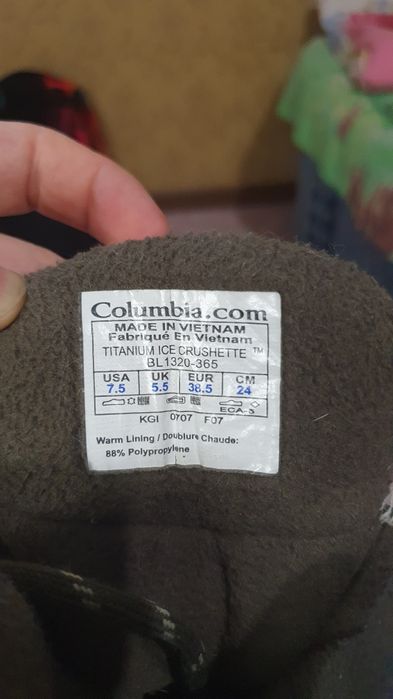 Columbia.com
MADE IN VIETNAM
Fabriqué En Vietnam
TITANIUM ICE CRUSHETTE ™
BL1320-365
USA UK EUR CM
7.5 5.5 38.5 24
ECA-3
KGI 0707 F07
Warm Lining / Doublure Chaude:
88% Polypropylene